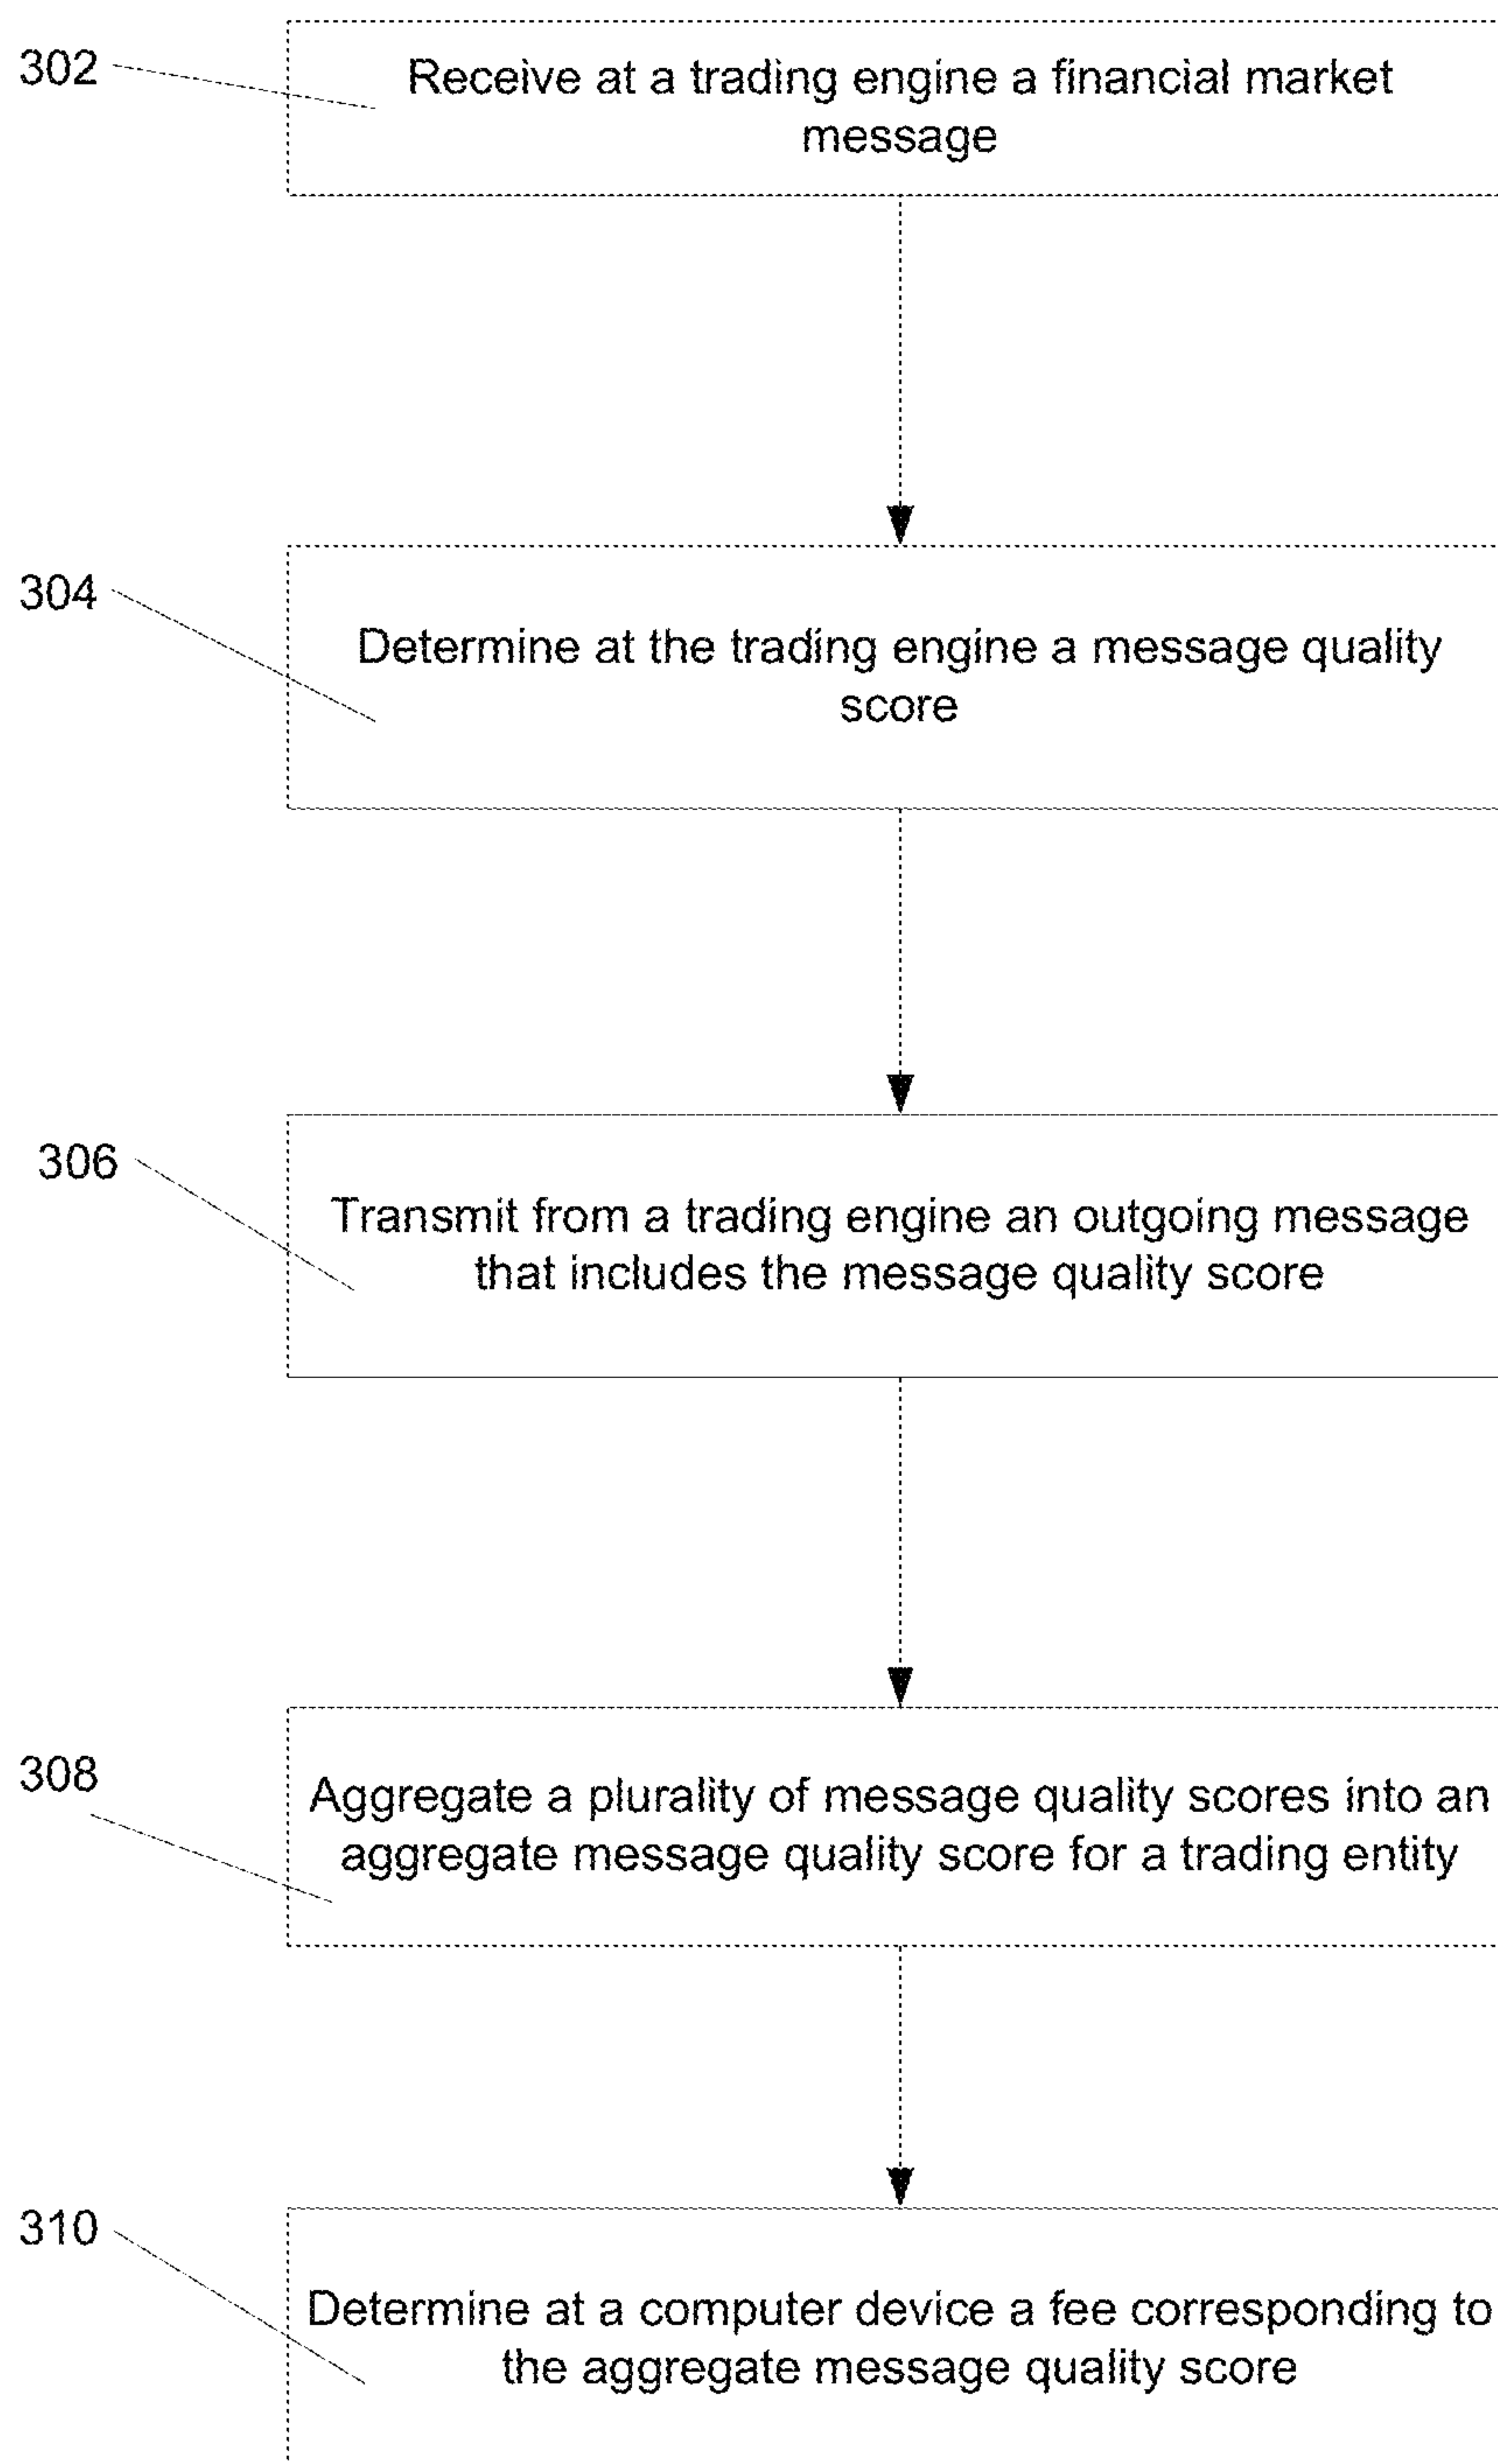 302
Receive at a trading engine a financial market
message
304
Determine at the trading engine a message quality
score
306
Transmit from a trading engine an outgoing message
that includes the message quality score
308
Aggregate a plurality of message quality scores into an
aggregate message quality score for a trading entity
310
Determine at a computer device a fee corresponding to
the aggregate message quality score